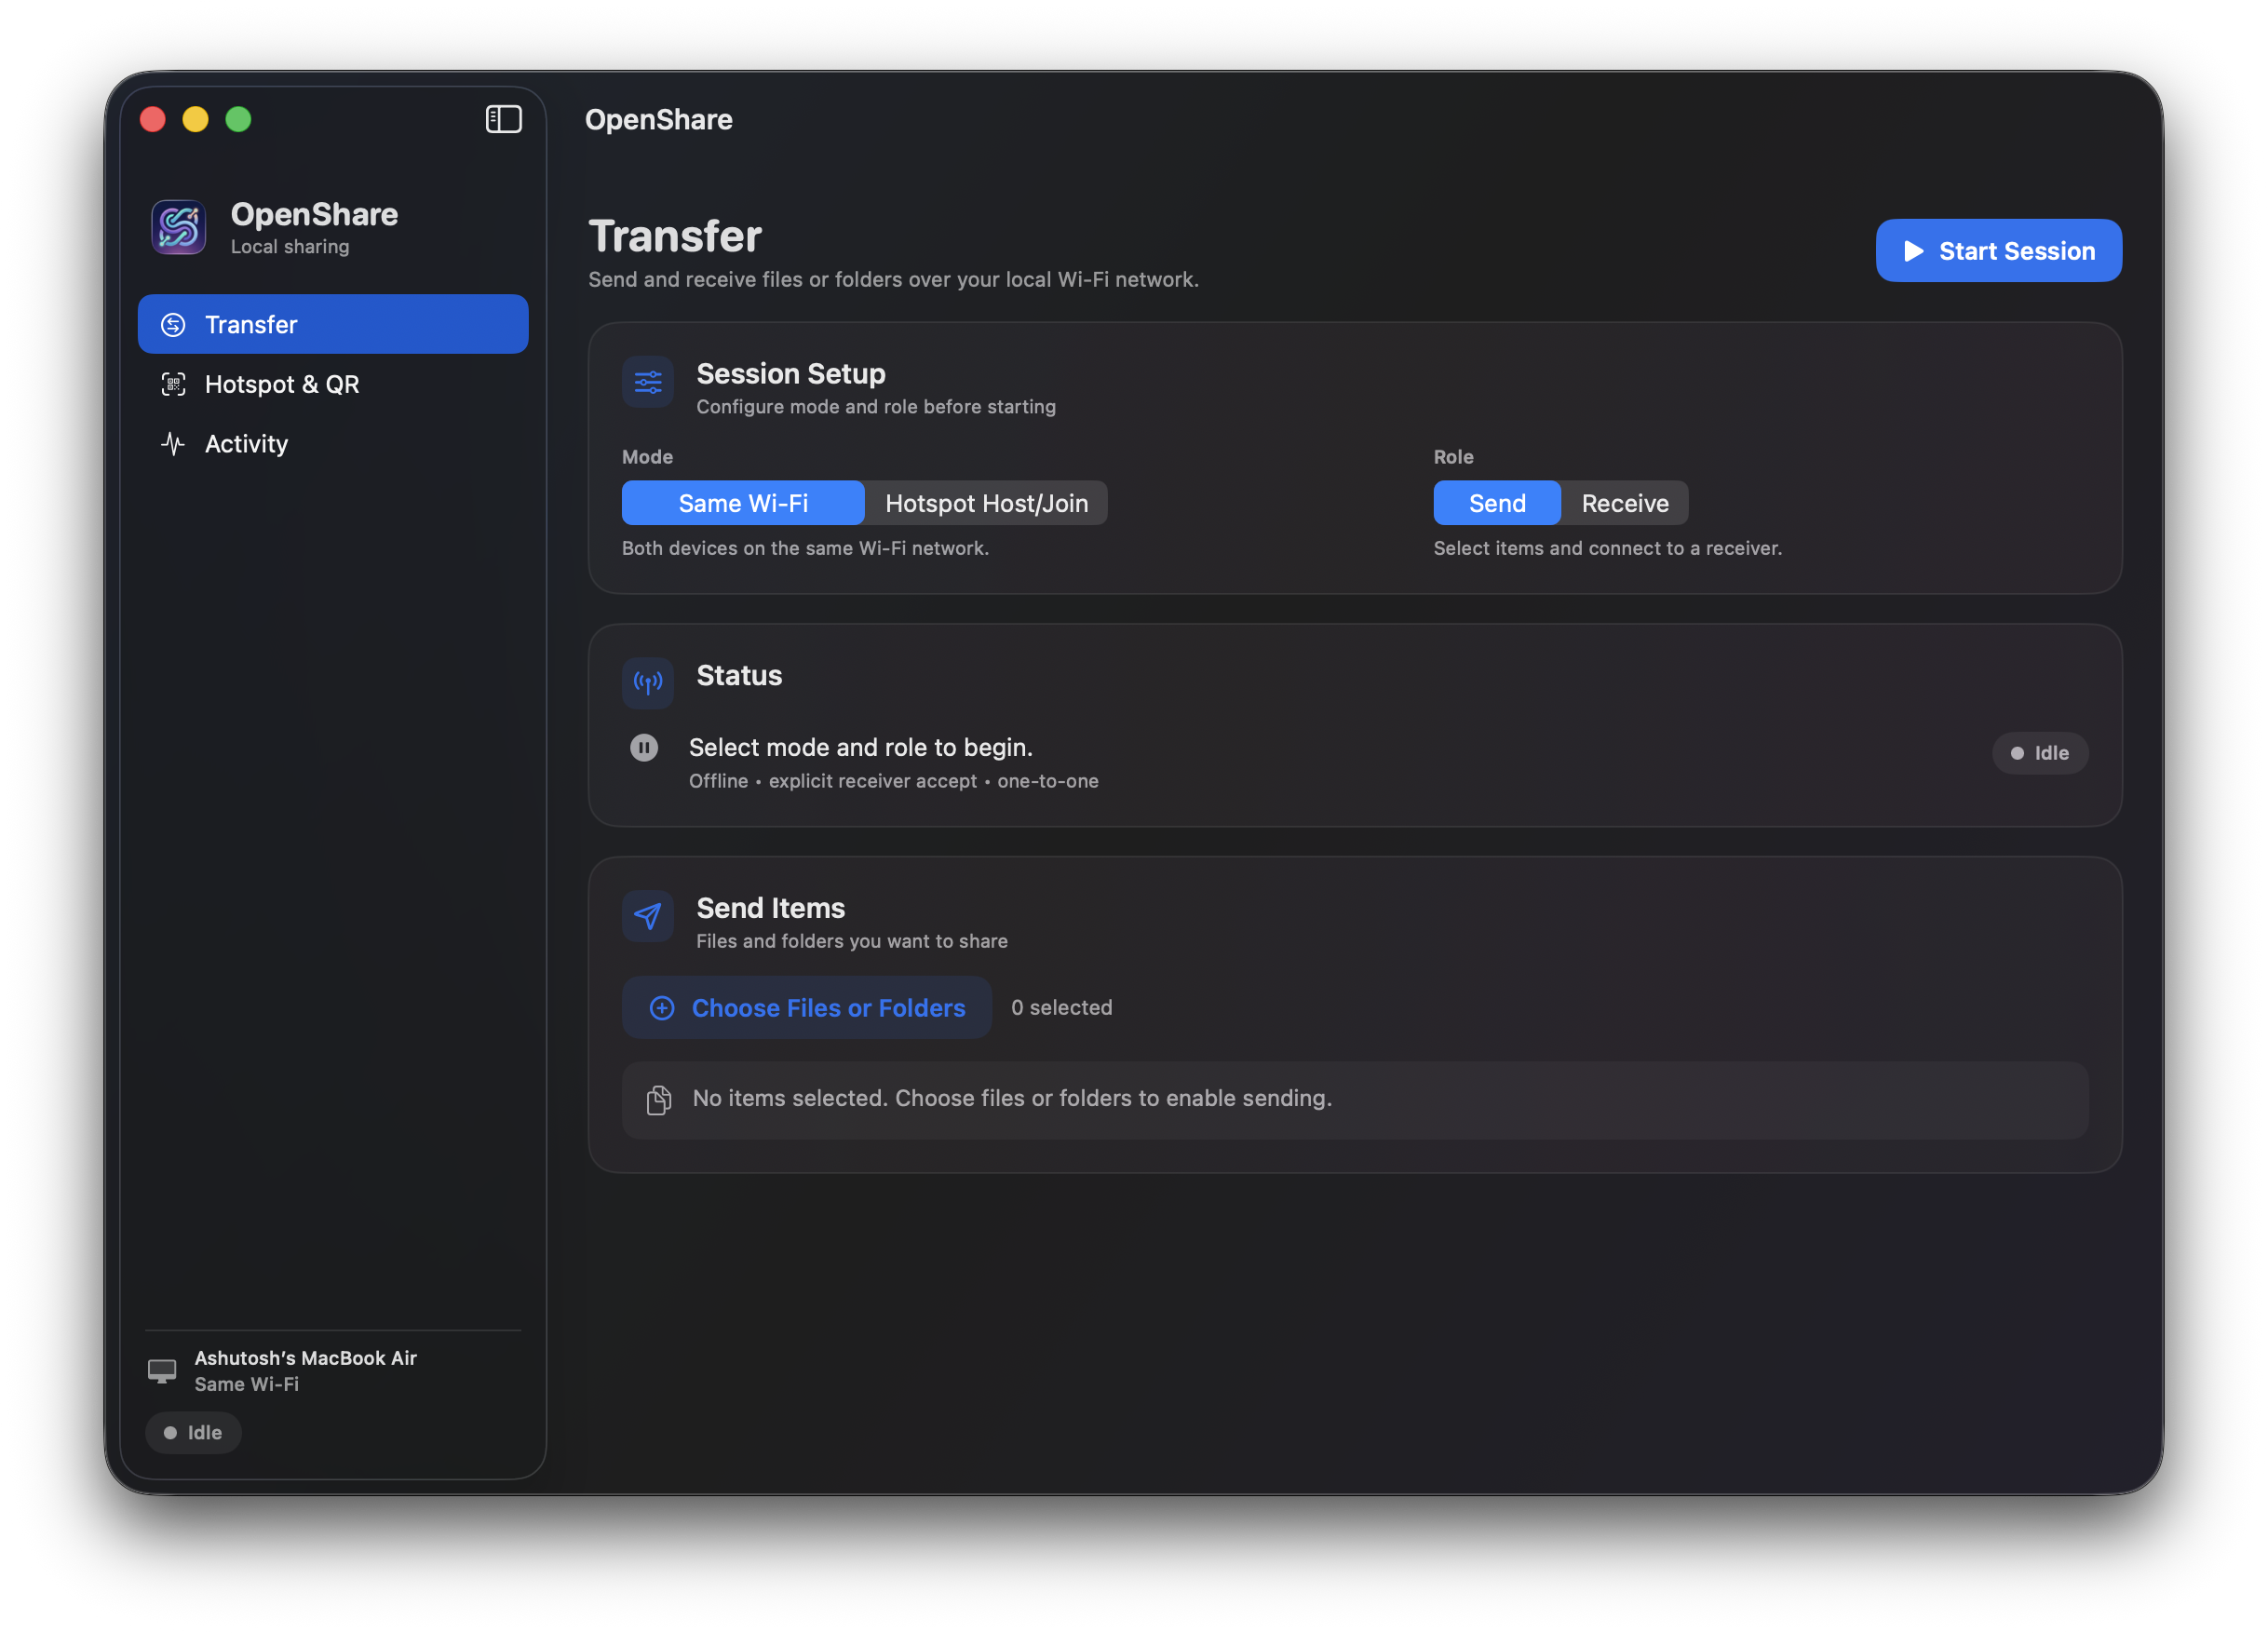 OpenShare
OpenShare
Local sharing
Transfer
Hotspot & QR
Activity
Ashutosh’s MacBook Air
Same Wi-Fi
Idle
Transfer
Send and receive files or folders over your local Wi-Fi network.
Start Session
Session Setup
Configure mode and role before starting
Mode
Same Wi-Fi
Hotspot Host/Join
Both devices on the same Wi-Fi network.
Role
Send
Receive
Select items and connect to a receiver.
Status
Select mode and role to begin.
Offline • explicit receiver accept • one-to-one
Idle
Send Items
Files and folders you want to share
Choose Files or Folders
0 selected
No items selected. Choose files or folders to enable sending.